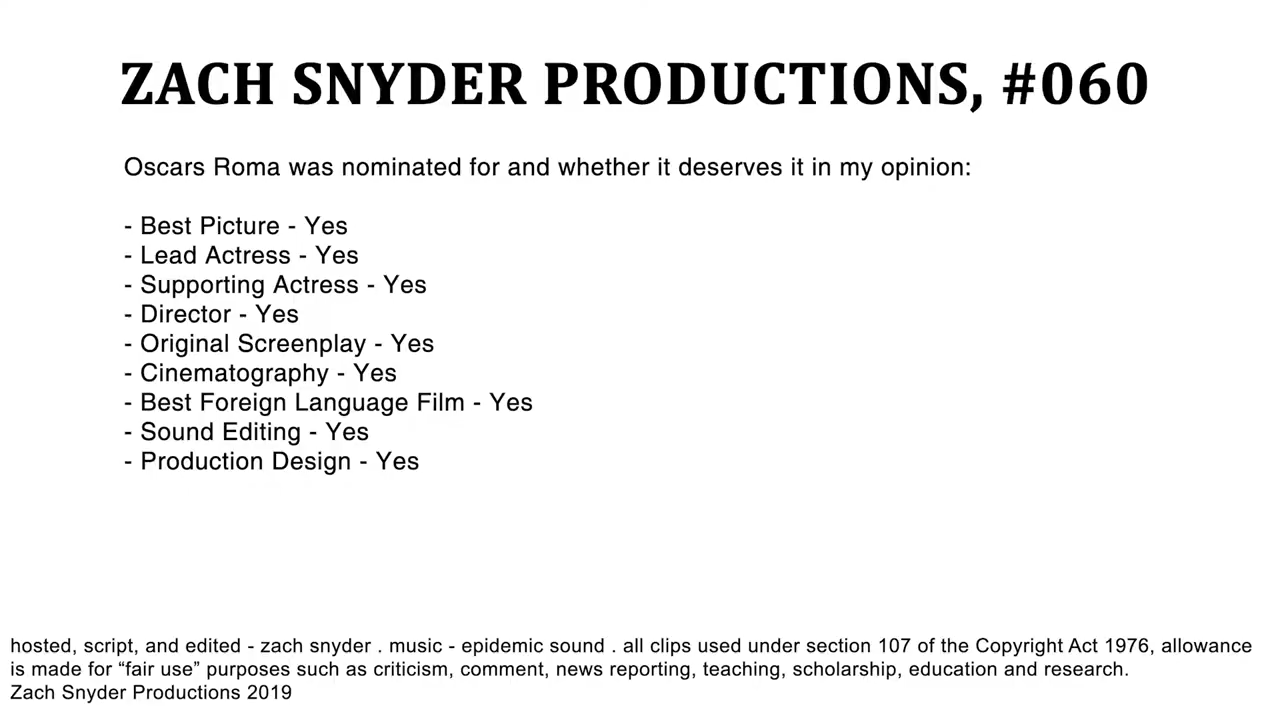 ZACH SNYDER PRODUCTIONS, #060
Oscars Roma was nominated for and whether it deserves it in my opinion:
- Best Picture - Yes
- Lead Actress - Yes
- Supporting Actress - Yes
- Director - Yes
- Original Screenplay - Yes
- Cinematography - Yes
- Best Foreign Language Film - Yes
- Sound Editing - Yes
- Production Design - Yes
hosted, script, and edited - zach snyder . music - epidemic sound . all clips used under section 107 of the Copyright Act 1976, allowance
is made for “fair use” purposes such as criticism, comment, news reporting, teaching, scholarship, education and research.
Zach Snyder Productions 2019